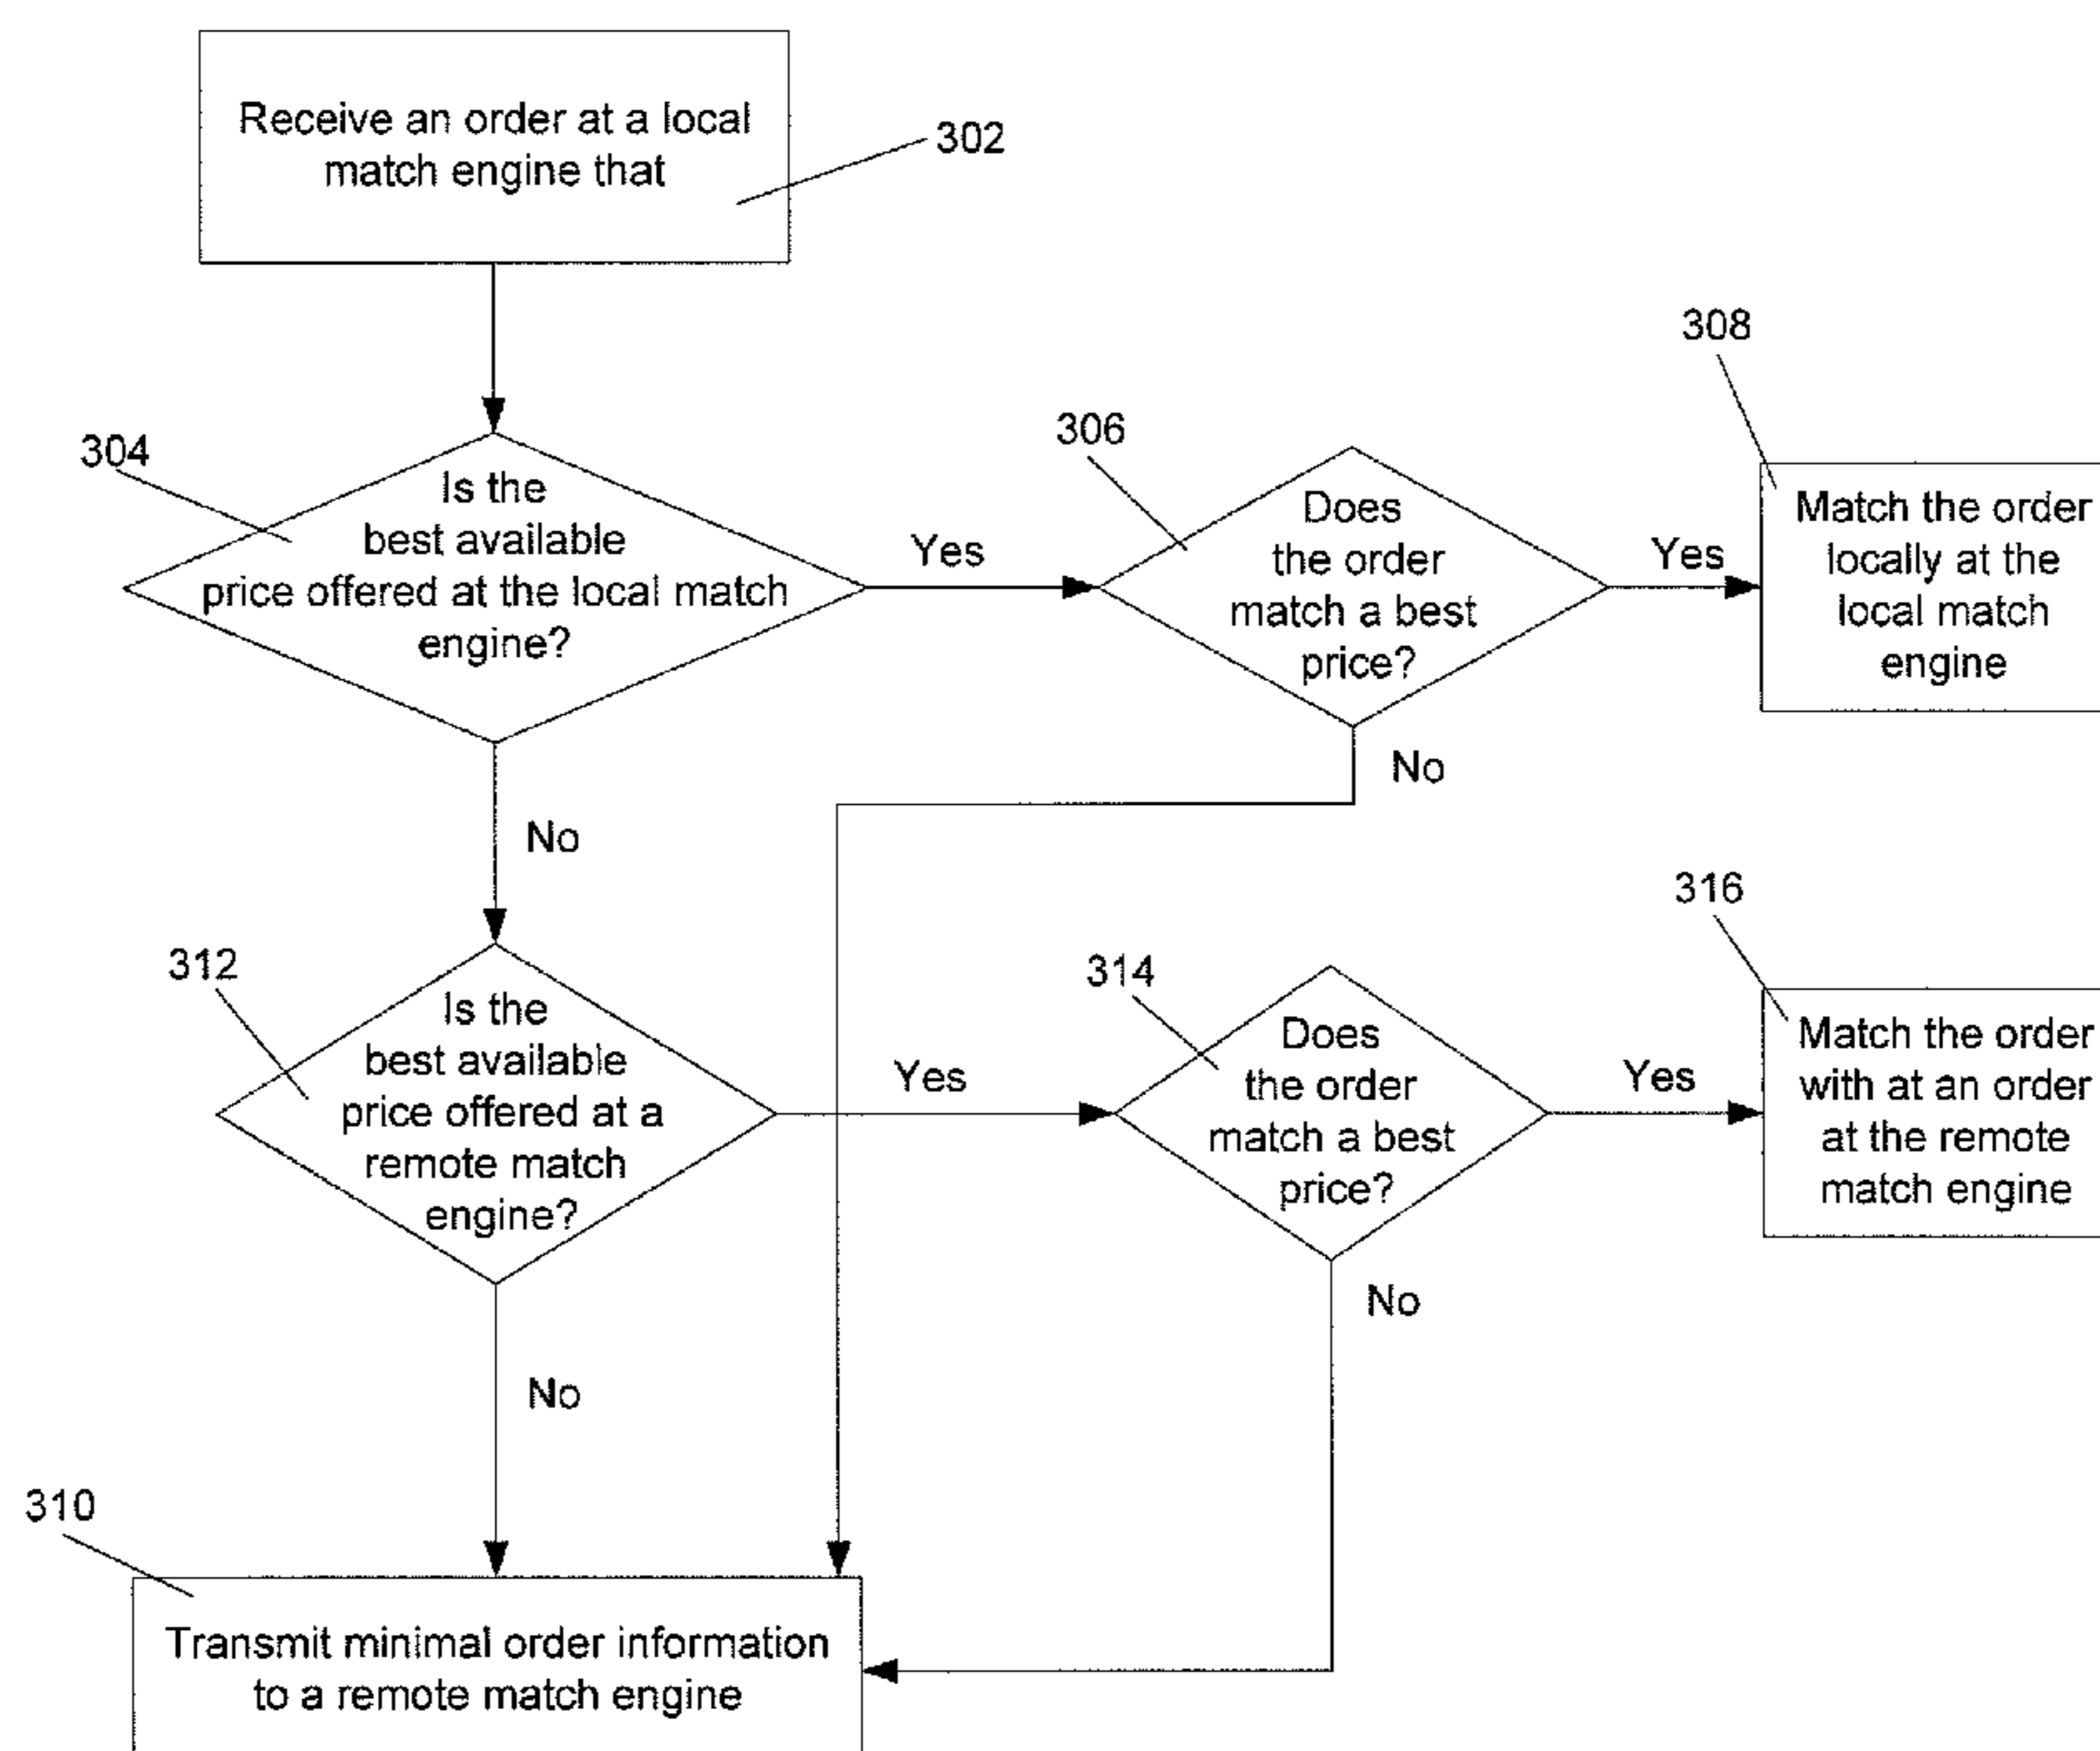 Receive an order at a local
match engine that
302
308
304
Is the
best available
price offered at the local match
engine?
Yes
306
Does
the order
match a best
price?
Yes
Match the order
locally at the
local match
engine
No
No
312
Is the
best available
price offered at a
remote match
engine?
Yes
314
Does
the order
match a best
price?
Yes
316
Match the order
with at an order
at the remote
match engine
No
No
310
Transmit minimal order information
to a remote match engine